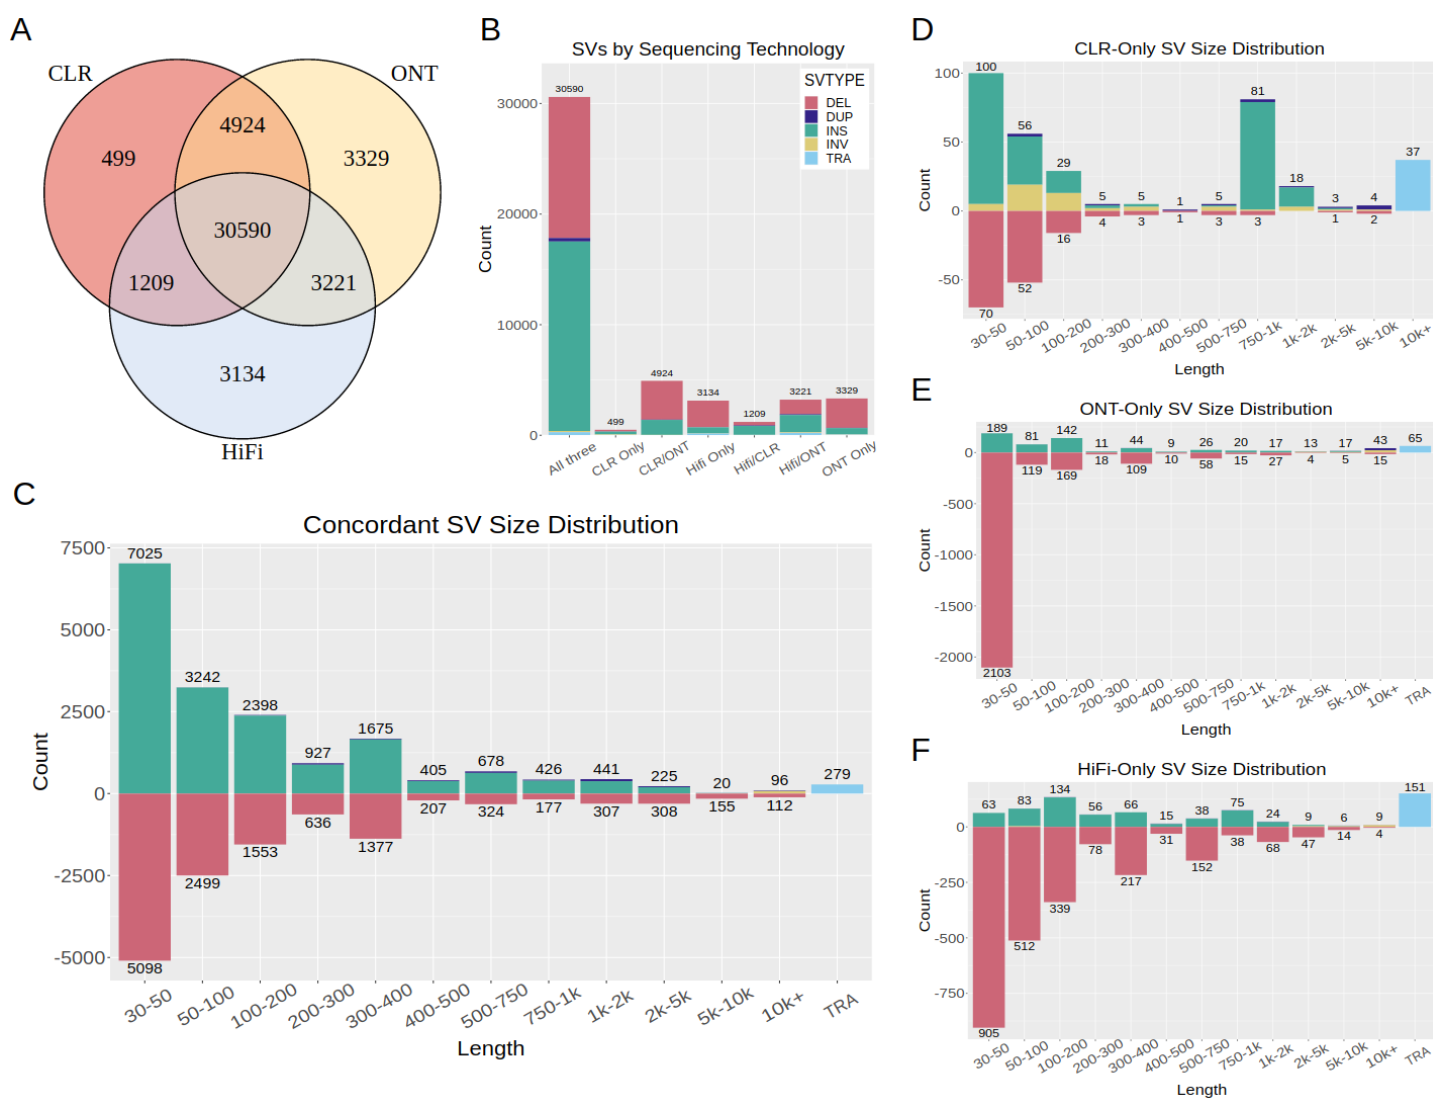 A
CLR
ONT
4924
499
3329
30590
1209
3221
3134
HiFi
B
SVs by Sequencing Technology
SVTYPE
DEL
DUP
INS
INV
TRA
Count
30000
20000
10000
0
30590
499
4924
3134
1209
3221
3329
All three
CLR Only
CLR/ONT
Hifi Only
Hifi/CLR
Hifi/ONT
ONT Only
C
Concordant SV Size Distribution
Count
7500
5000
2500
0
-2500
-5000
7025 3242 2398 927 1675 405 678 426 441 225 20 96 279
5098 2499 1553 636 1377 207 324 177 307 308 155 112
30-50 50-100 100-200 200-300 300-400 400-500 500-750 750-1k 1k-2k 2k-5k 5k-10k 10k+ TRA
Length
D
CLR-Only SV Size Distribution
Count
100
50
0
-50
100 56 29 5 5 1 5 81 18 3 4 37
70 52 16 4 3 1 3 3 1 2
30-50 50-100 100-200 200-300 300-400 400-500 500-750 750-1k 1k-2k 2k-5k 5k-10k 10k+
Length
E
ONT-Only SV Size Distribution
Count
0
-500
-1000
-1500
-2000
189 81 142 11 44 9 26 20 17 13 17 43 65
2103 119 169 18 109 10 58 15 27 4 5 15
30-50 50-100 100-200 200-300 300-400 400-500 500-750 750-1k 1k-2k 2k-5k 5k-10k 10k+ TRA
Length
F
HiFi-Only SV Size Distribution
Count
0
-250
-500
-750
63 83 134 56 66 15 38 75 24 9 6 9 151
905 512 339 78 217 31 152 38 68 47 14 4
30-50 50-100 100-200 200-300 300-400 400-500 500-750 750-1k 1k-2k 2k-5k 5k-10k 10k+ TRA
Length